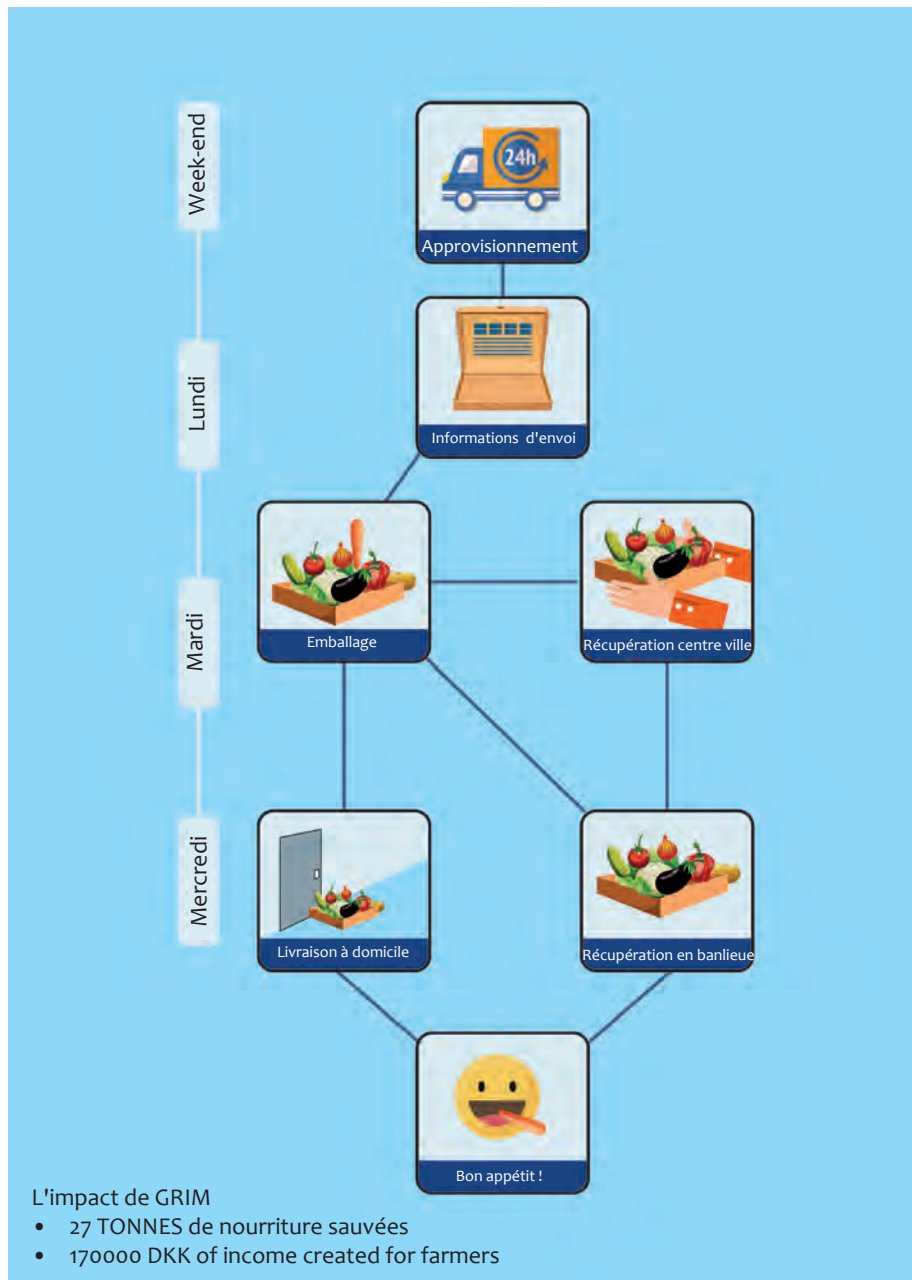 Week-end
24h
Approvisionnement
Lundi
Informations d'envoi
Mardi
Emballage
Récupération centre ville
Mercredi
Livraison à domicile
Récupération en banlieue
Bon appétit !
L'impact de GRIM
• 27 TONNES de nourriture sauvées
• 170000 DKK of income created for farmers